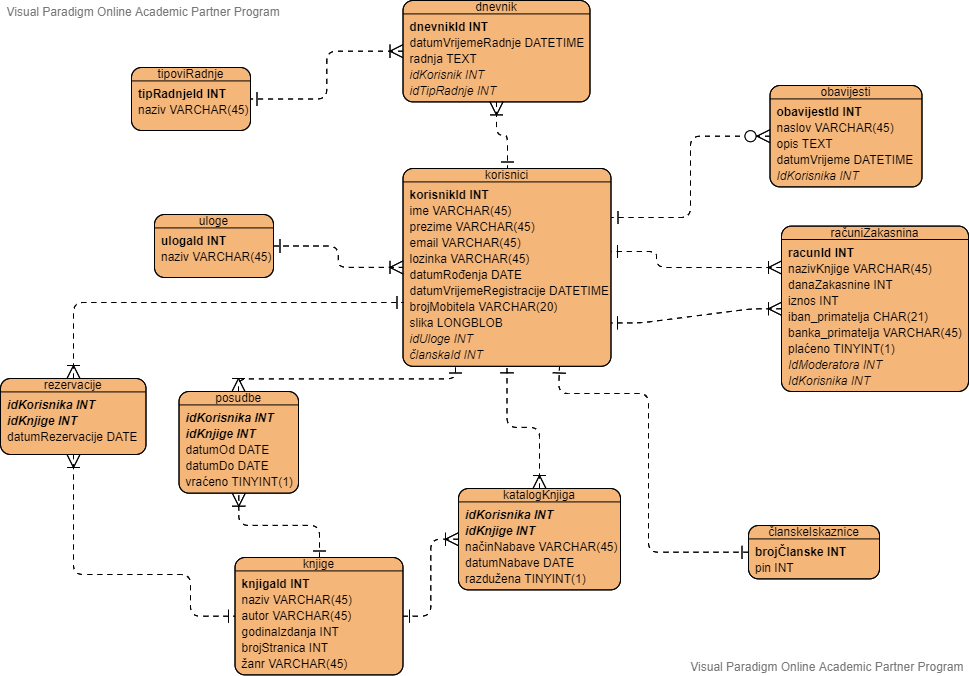 Visual Paradigm Online Academic Partner Program
dnevnik
dnevnikId INT
datumVrijemeRadnje DATETIME
radnja TEXT
idKorisnik INT
idTipRadnje INT
tipoviRadnje
tipRadnjeId INT
naziv VARCHAR(45)
obavijesti
obavijestId INT
naslov VARCHAR(45)
opis TEXT
datumVrijeme DATETIME
IdKorisnika INT
korisnici
korisnikId INT
ime VARCHAR(45)
prezime VARCHAR(45)
email VARCHAR(45)
lozinka VARCHAR(45)
datumRođenja DATE
datumVrijemeRegistracije DATETIME
brojMobitela VARCHAR(20)
slika LONGBLOB
idUloge INT
članskaId INT
uloge
ulogaId INT
naziv VARCHAR(45)
računiZakasnina
racunId INT
nazivKnjige VARCHAR(45)
danaZakasnine INT
iznos INT
iban_primatelja CHAR(21)
banka_primatelja VARCHAR(45)
plaćeno TINYINT(1)
IdModeratora INT
IdKorisnika INT
rezervacije
idKorisnika INT
idKnjige INT
datumRezervacije DATE
posudbe
idKorisnika INT
idKnjige INT
datumOd DATE
datumDo DATE
vraćeno TINYINT(1)
katalogKnjiga
idKorisnika INT
idKnjige INT
načinNabave VARCHAR(45)
datumNabave DATE
razdužena TINYINT(1)
članskeIskaznice
brojČlanske INT
pin INT
knjige
knjigaId INT
naziv VARCHAR(45)
autor VARCHAR(45)
godinaIzdanja INT
brojStranica INT
žanr VARCHAR(45)
Visual Paradigm Online Academic Partner Program